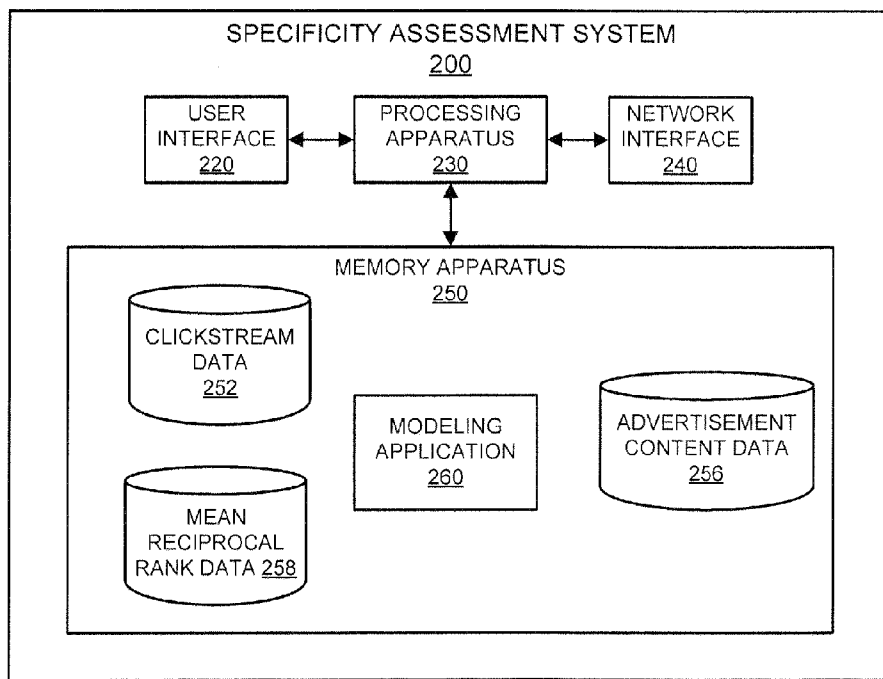 SPECIFICITY ASSESSMENT SYSTEM
200
USER
INTERFACE
220
PROCESSING
APPARATUS
230
NETWORK
INTERFACE
240
MEMORY APPARATUS
250
CLICKSTREAM
DATA
252
MODELING
APPLICATION
260
ADVERTISEMENT
CONTENT DATA
256
MEAN
RECIPROCAL
RANK DATA 258